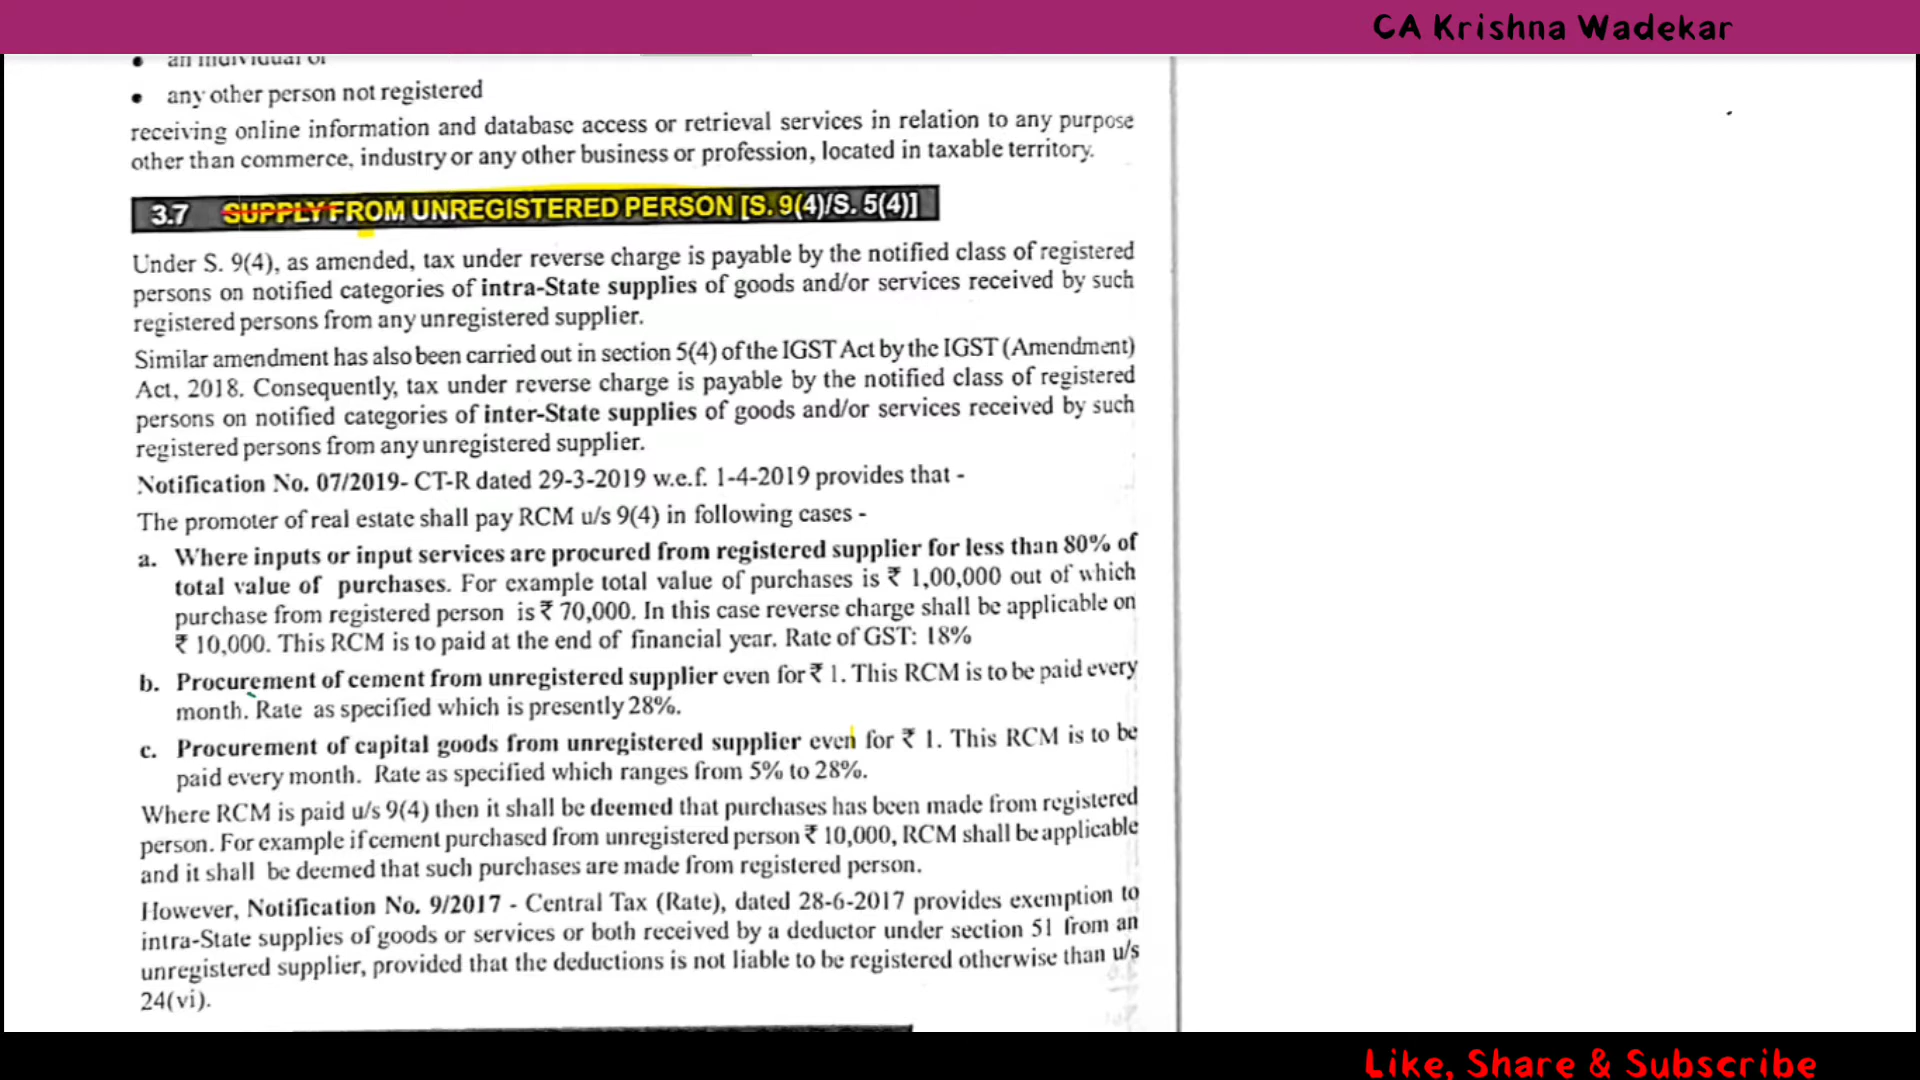 CA Krishna Wadekar
• an individual or
• any other person not registered
receiving online information and database access or retrieval services in relation to any purpose
other than commerce, industry or any other business or profession, located in taxable territory.
3.7 SUPPLY FROM UNREGISTERED PERSON [S. 9(4)/S. 5(4)]
Under S. 9(4), as amended, tax under reverse charge is payable by the notified class of registered
persons on notified categories of intra-State supplies of goods and/or services received by such
registered persons from any unregistered supplier.
Similar amendment has also been carried out in section 5(4) of the IGST Act by the IGST (Amendment)
Act, 2018. Consequently, tax under reverse charge is payable by the notified class of registered
persons on notified categories of inter-State supplies of goods and/or services received by such
registered persons from any unregistered supplier.
Notification No. 07/2019- CT-R dated 29-3-2019 w.e.f. 1-4-2019 provides that -
The promoter of real estate shall pay RCM u/s 9(4) in following cases -
a. Where inputs or input services are procured from registered supplier for less than 80% of
total value of purchases. For example total value of purchases is ₹ 1,00,000 out of which
purchase from registered person is ₹ 70,000. In this case reverse charge shall be applicable on
₹ 10,000. This RCM is to paid at the end of financial year. Rate of GST: 18%
b. Procurement of cement from unregistered supplier even for ₹ 1. This RCM is to be paid every
month. Rate as specified which is presently 28%.
c. Procurement of capital goods from unregistered supplier even for ₹ 1. This RCM is to be
paid every month. Rate as specified which ranges from 5% to 28%.
Where RCM is paid u/s 9(4) then it shall be deemed that purchases has been made from registered
person. For example if cement purchased from unregistered person ₹ 10,000, RCM shall be applicable
and it shall be deemed that such purchases are made from registered person.
However, Notification No. 9/2017 - Central Tax (Rate), dated 28-6-2017 provides exemption to
intra-State supplies of goods or services or both received by a deductor under section 51 from an
unregistered supplier, provided that the deductions is not liable to be registered otherwise than u/s
24(vi).
Like, Share & Subscribe